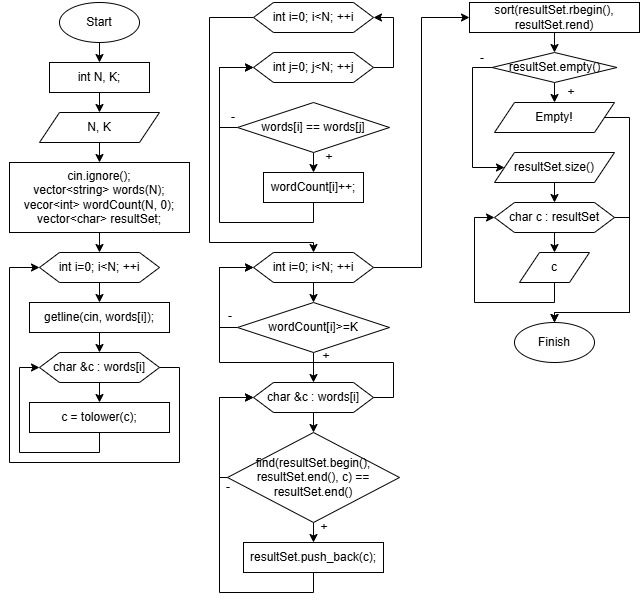 Start
int N, K;
N, K
cin.ignore();
vector<string> words(N);
vecor<int> wordCount(N, 0);
vector<char> resultSet;
int i=0; i<N; ++i
getline(cin, words[i]);
char &c : words[i]
c = tolower(c);
int i=0; i<N; ++i
int j=0; j<N; ++j
-
words[i] == words[j]
+
wordCount[i]++;
int i=0; i<N; ++i
-
wordCount[i]>=K
+
char &c : words[i]
find(resultSet.begin(),
resultSet.end(), c) ==
resultSet.end()
-
+
resultSet.push_back(c);
sort(resultSet.rbegin(),
resultSet.rend)
-
resultSet.empty()
+
Empty!
resultSet.size()
char c : resultSet
c
Finish